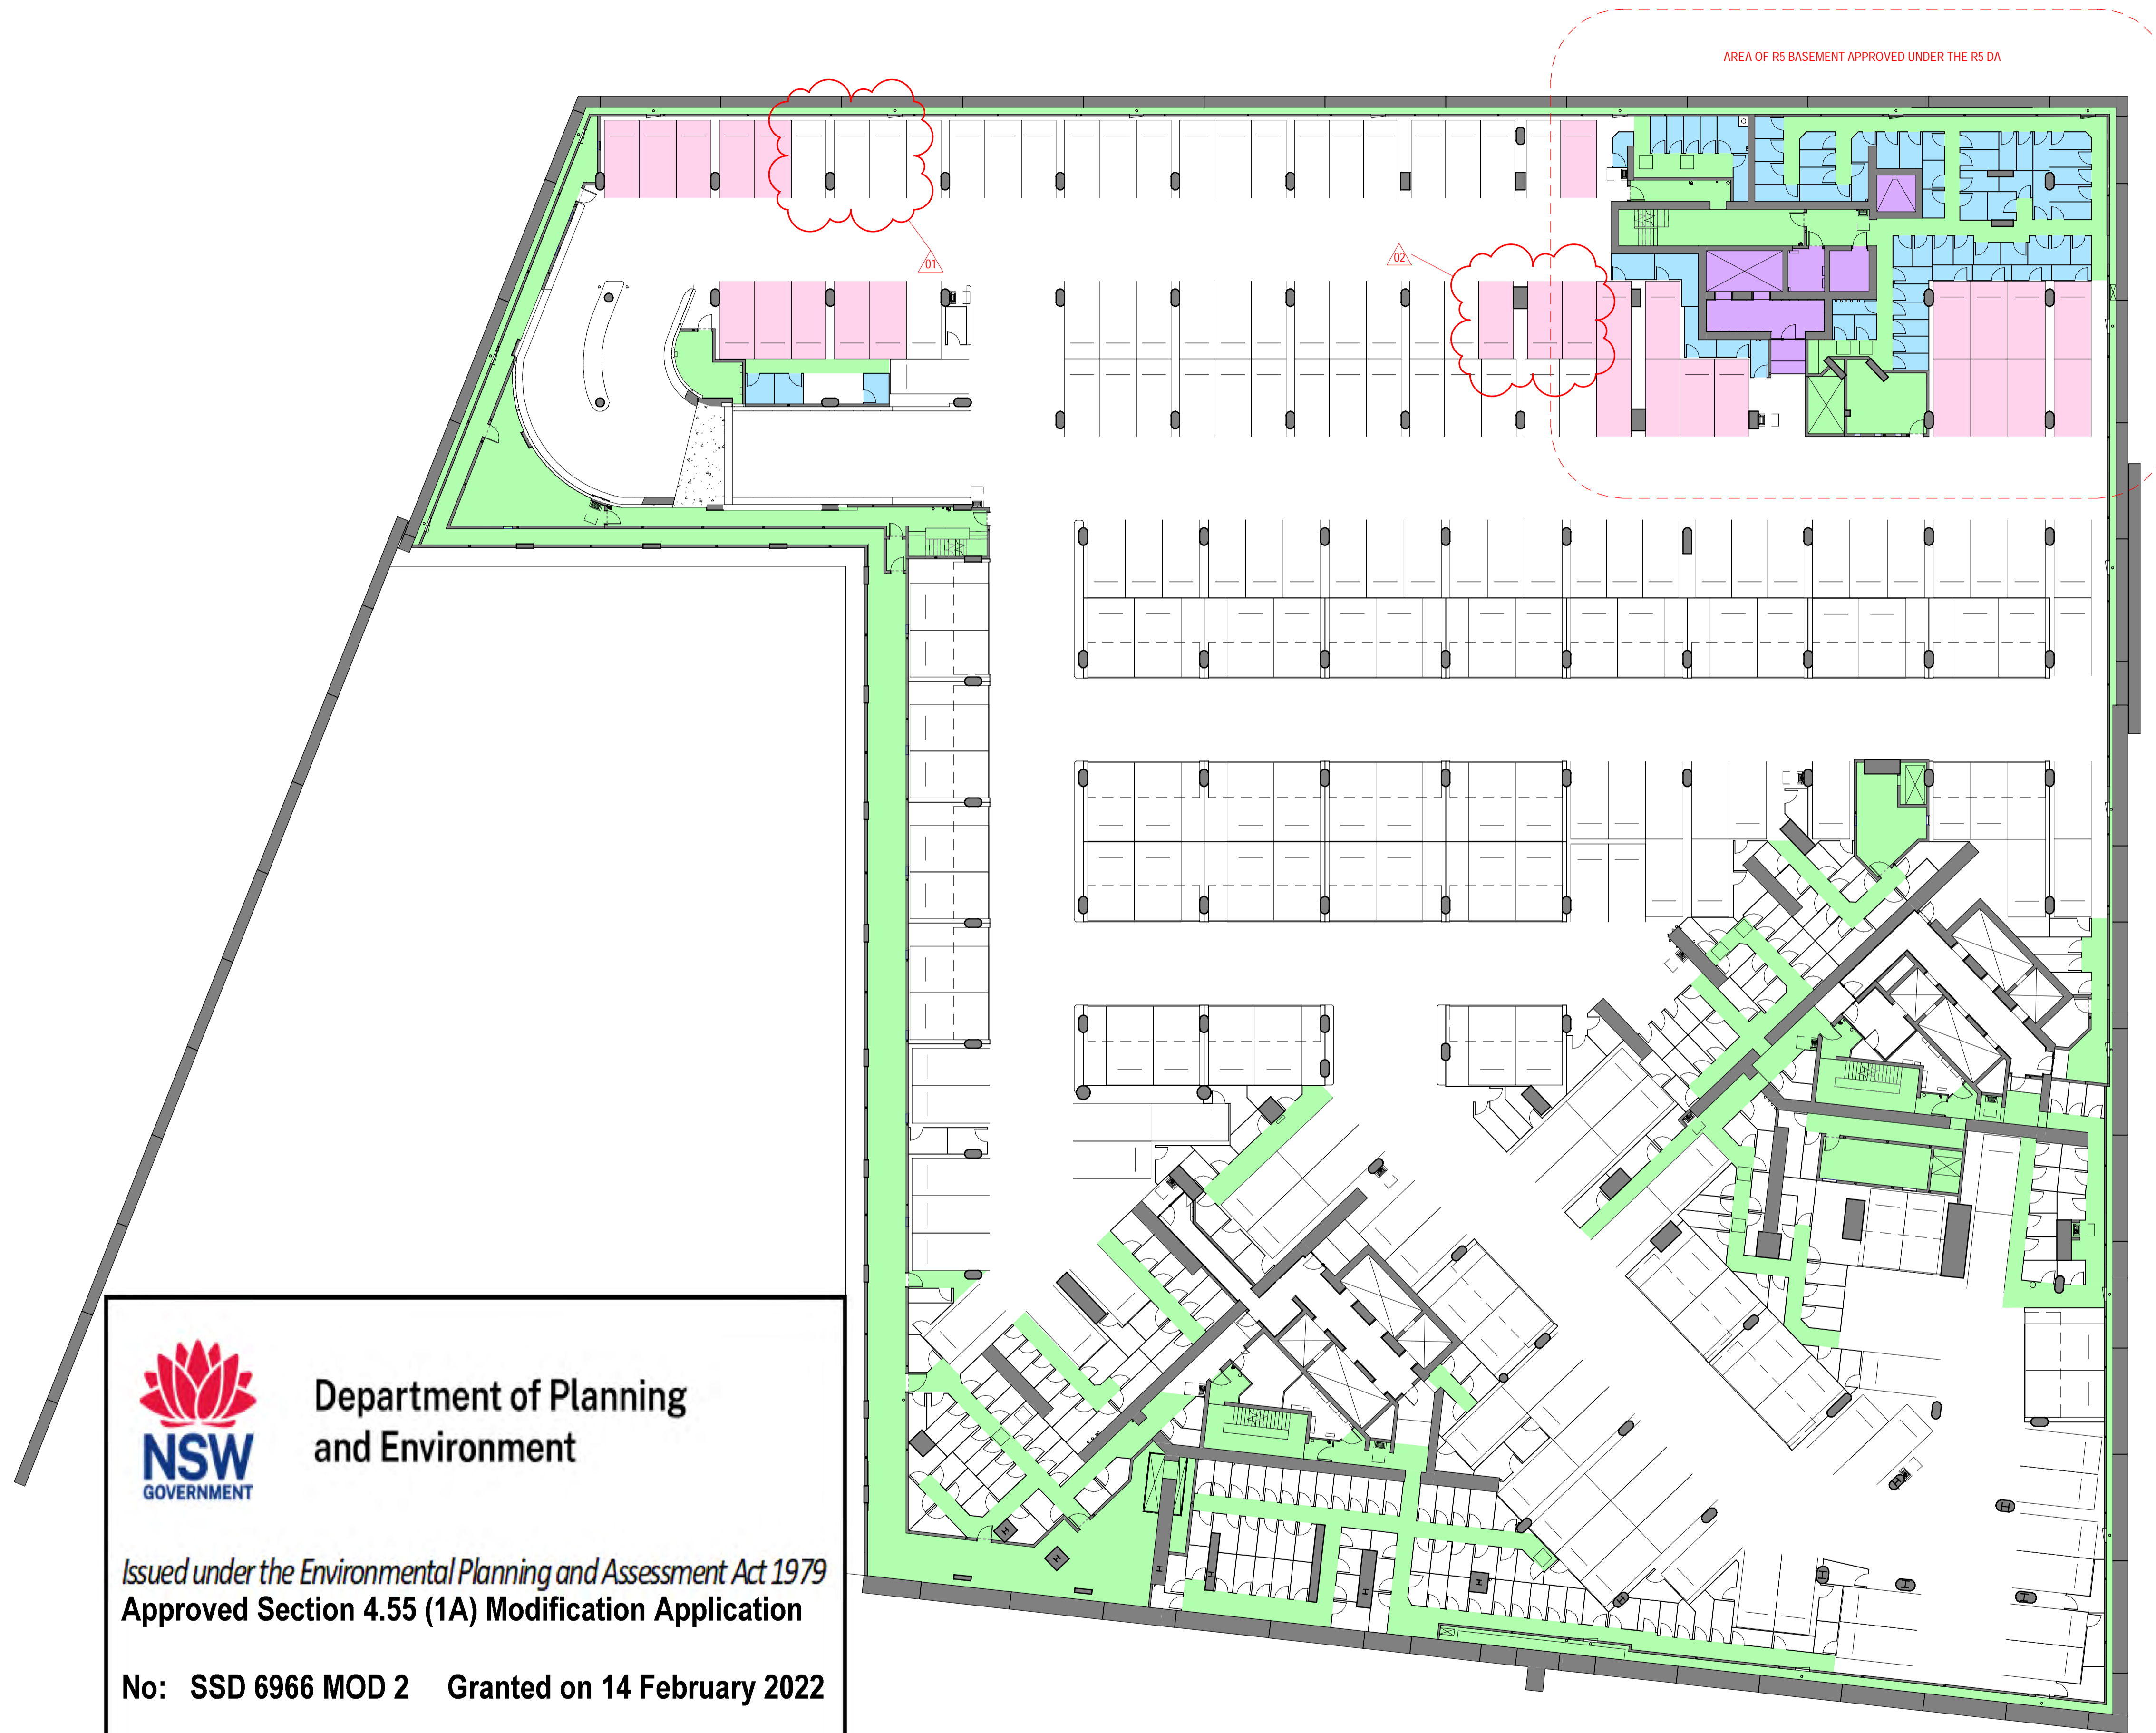 AREA OF R5 BASEMENT APPROVED UNDER THE R5 DA
01
02
H
H
H
H
H
H
H
H
H
H
H
H
H
NSW
GOVERNMENT
Department of Planning
and Environment
Issued under the Environmental Planning and Assessment Act 1979
Approved Section 4.55 (1A) Modification Application
No: SSD 6966 MOD 2 Granted on 14 February 2022